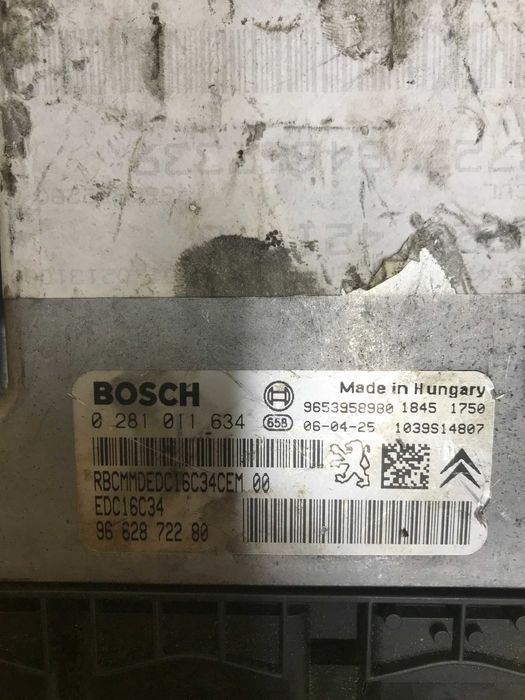 BOSCH
Made in Hungary
9653958980 1845 1750
0 281 011 634
658
06-04-25 1039S14807
RBCMMDEDC16C34CEM 00
EDC16C34
96 628 722 80